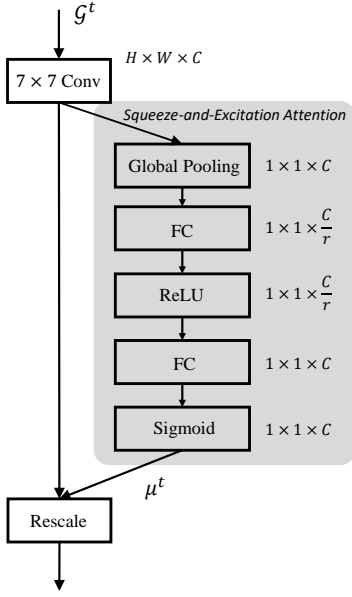 𝒢^t
7 × 7 Conv
H × W × C
Squeeze-and-Excitation Attention
Global Pooling 1 × 1 × C
FC 1 × 1 × C/r
ReLU 1 × 1 × C/r
FC 1 × 1 × C
Sigmoid 1 × 1 × C
μ^t
Rescale